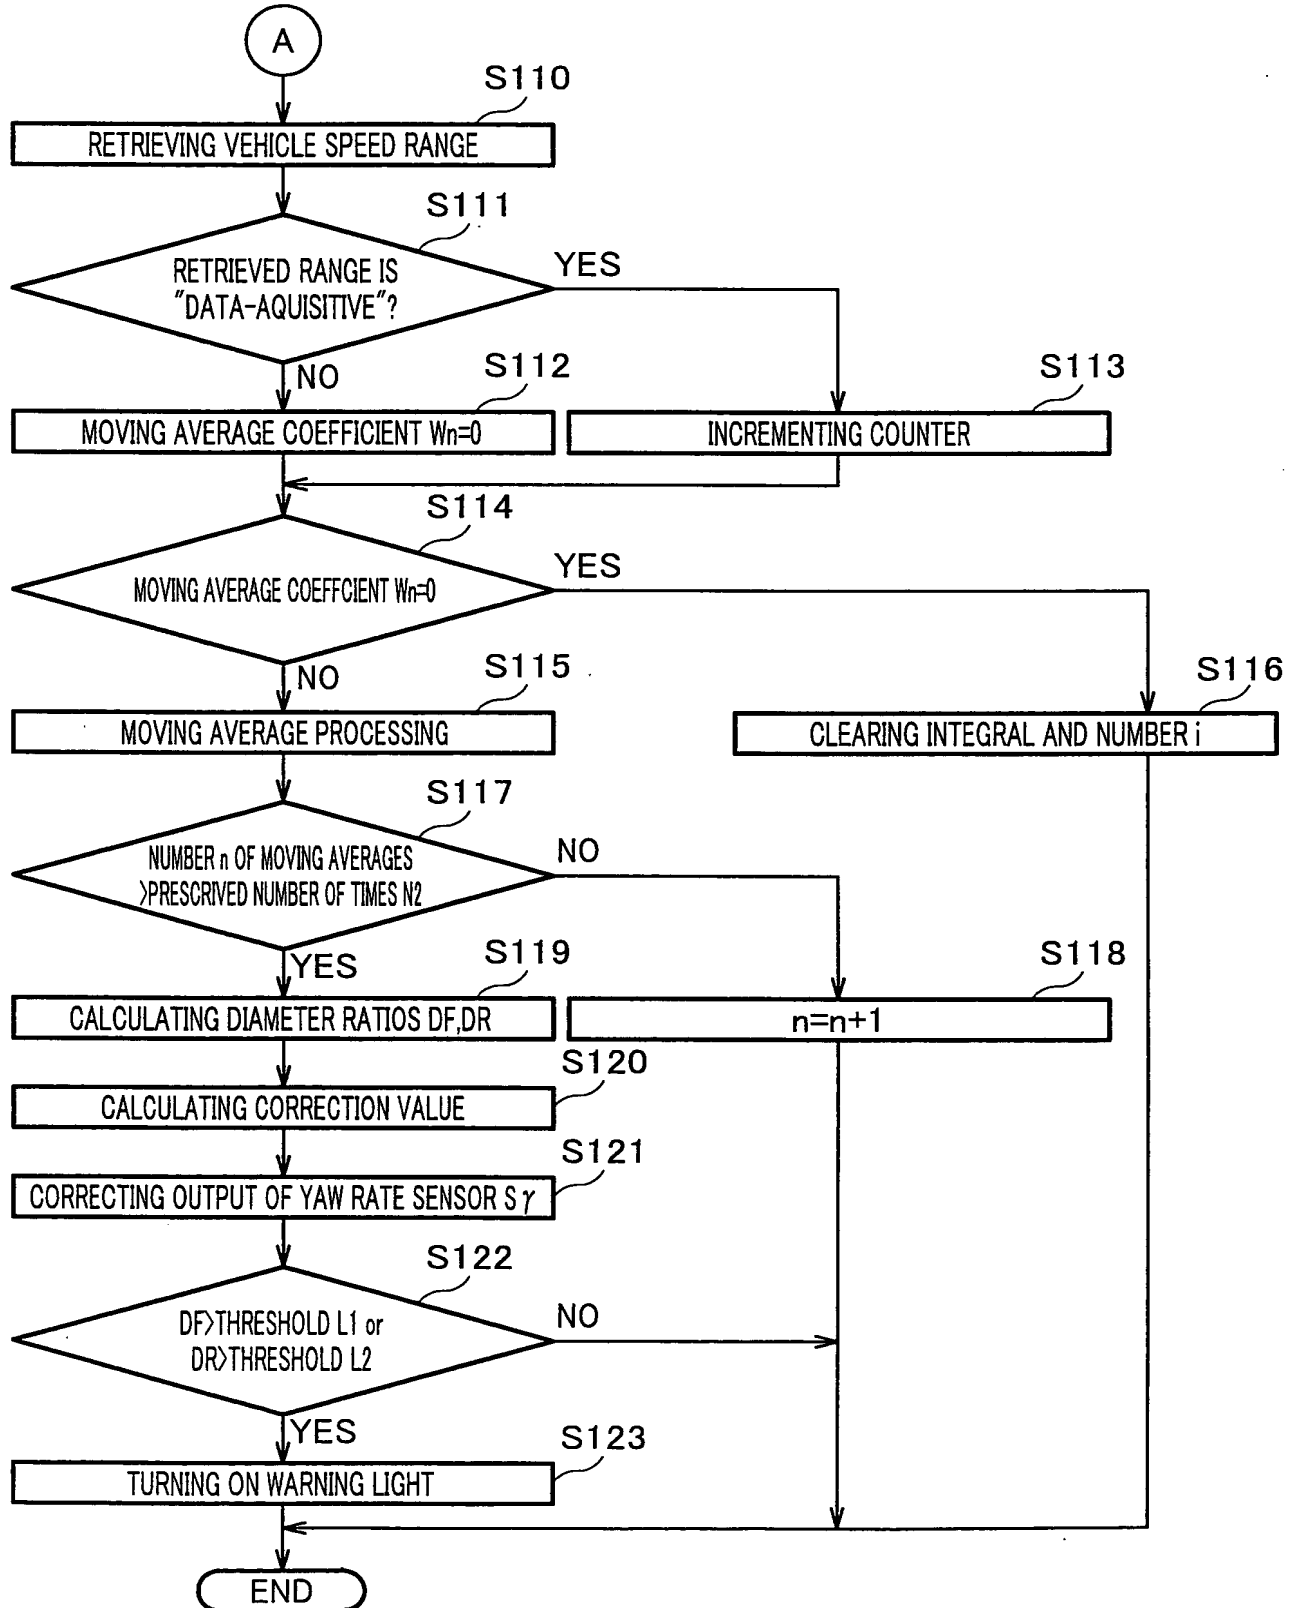 A
S110
RETRIEVING VEHICLE SPEED RANGE
S111
RETRIEVED RANGE IS
"DATA-AQUISITIVE"?
YES
NO
S112
MOVING AVERAGE COEFFICIENT Wn=0
S113
INCREMENTING COUNTER
S114
MOVING AVERAGE COEFFCIENT Wn=0
YES
NO
S115
MOVING AVERAGE PROCESSING
S116
CLEARING INTEGRAL AND NUMBER i
S117
NUMBER n OF MOVING AVERAGES
>PRESCRIVED NUMBER OF TIMES N2
NO
YES
S119
CALCULATING DIAMETER RATIOS DF,DR
S118
n=n+1
S120
CALCULATING CORRECTION VALUE
S121
CORRECTING OUTPUT OF YAW RATE SENSOR S γ
S122
DF>THRESHOLD L1 or
DR>THRESHOLD L2
NO
YES
S123
TURNING ON WARNING LIGHT
END